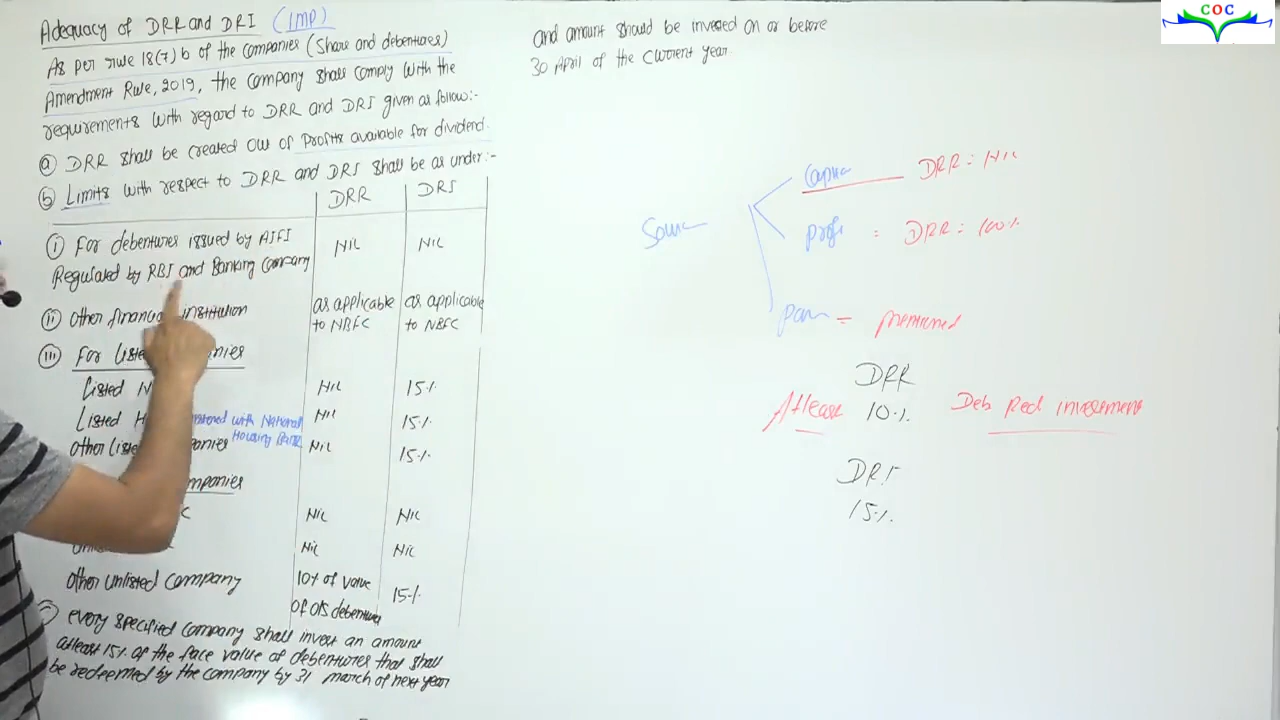 Adequacy of DRR and DRI (IMP)
As per rule 18(7) b of the companies (Share and debentures)
Amendment Rule, 2019, the company shall comply with the
requirements with regard to DRR and DRI given as follow:-
(a) DRR shall be created out of Profits available for dividend.
(b) Limits with respect to DRR and DRI shall be as under:-
DRR DRI
(i) For debentures issued by AIFI Nil Nil
Regulated by RBI and Banking Company
(ii) other financial institution as applicable as applicable
to NBFC to NBFC
(iii) For Listed
Listed Nil 15%
Listed with National Nil 15%
Housing Bank
Other Nil 15%
Nil Nil
Nil Nil
Other unlisted company 10% of value 15%
of o/s debentures
every specified company shall invest an amount
atleast 15% of the face value of debentures that shall
be redeemed by the company by 31 march of next year
and amount should be invested on or before
30 April of the current year.
DRR: Nil
= DRR: 100%
=
DRR
Atleast 10% Deb Red investment
DRI
15%
COC